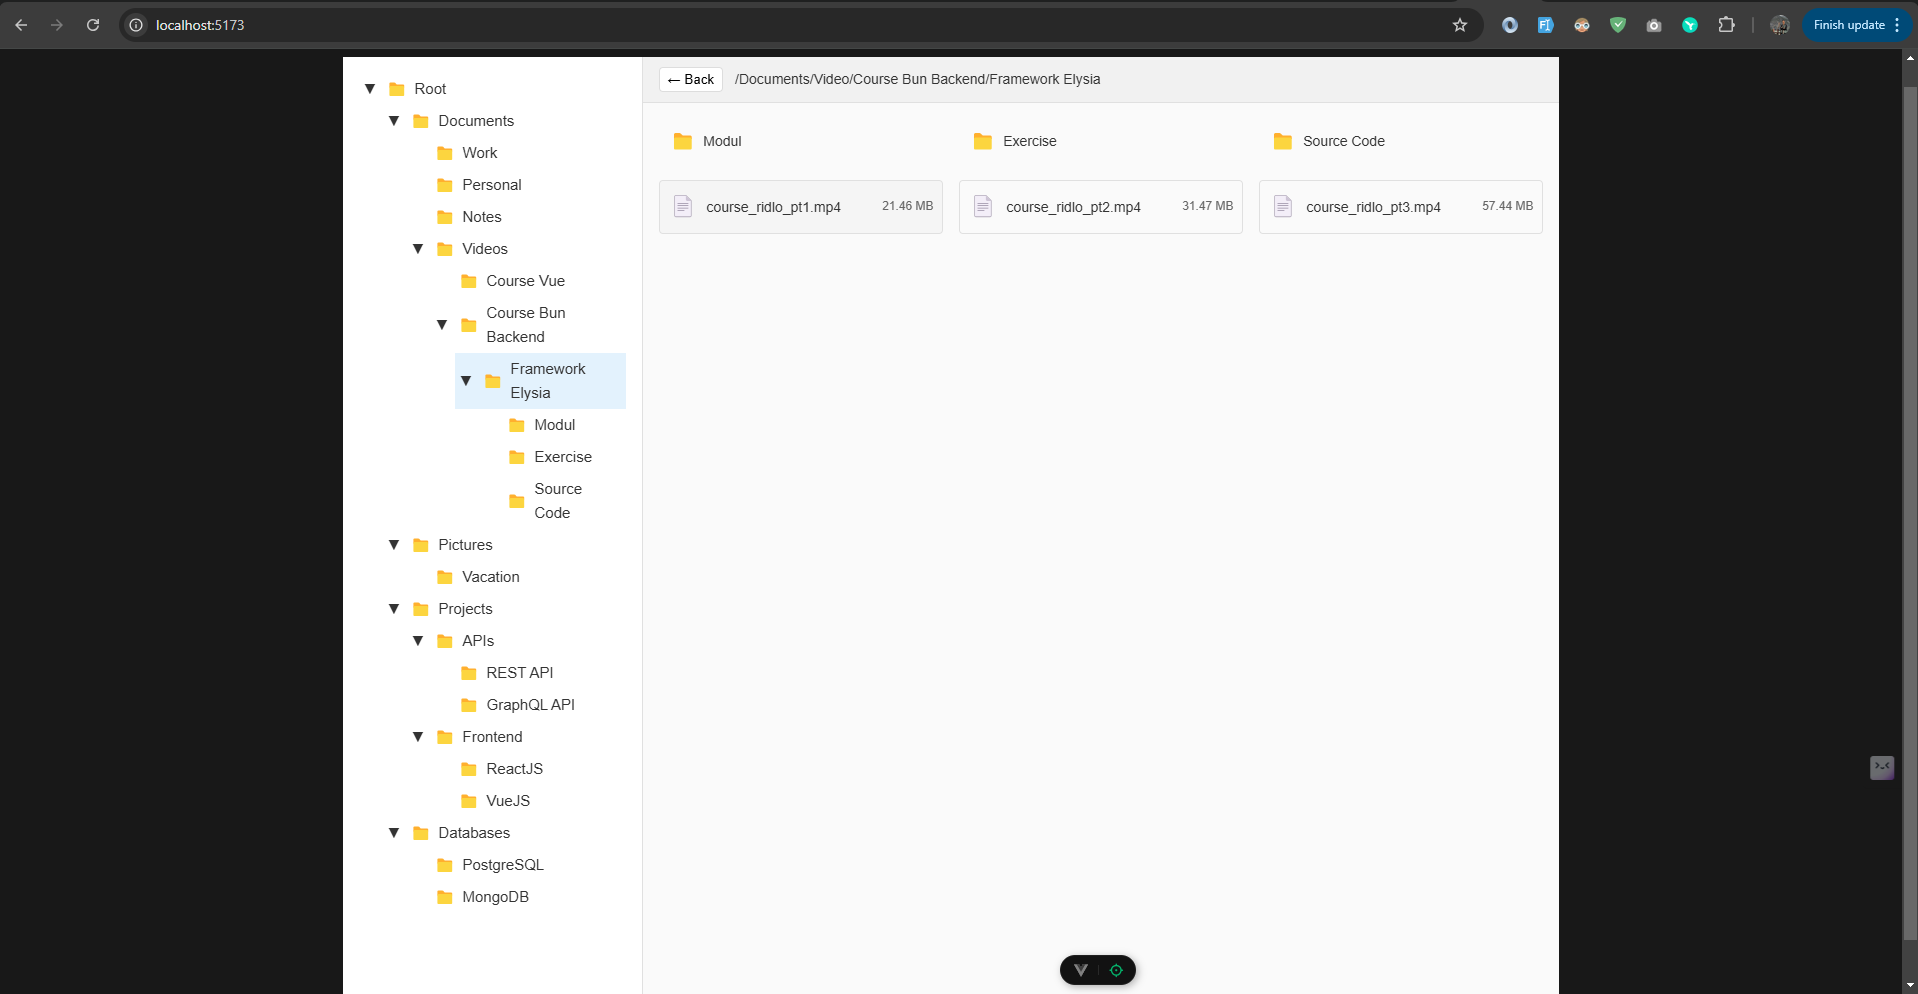 localhost:5173
Finish update
Root
Documents
Work
Personal
Notes
Videos
Course Vue
Course Bun
Backend
Framework
Elysia
Modul
Exercise
Source
Code
Pictures
Vacation
Projects
APIs
REST API
GraphQL API
Frontend
ReactJS
VueJS
Databases
PostgreSQL
MongoDB
← Back /Documents/Video/Course Bun Backend/Framework Elysia
Modul Exercise Source Code
course_ridlo_pt1.mp4 21.46 MB course_ridlo_pt2.mp4 31.47 MB course_ridlo_pt3.mp4 57.44 MB